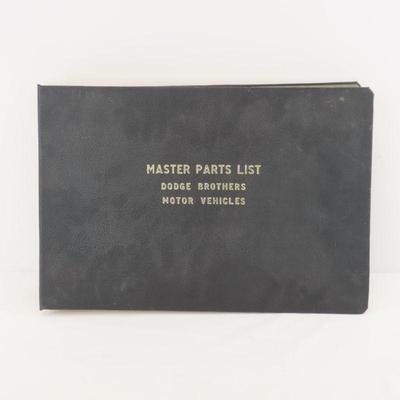 MASTER PARTS LIST
DODGE BROTHERS
MOTOR VEHICLES